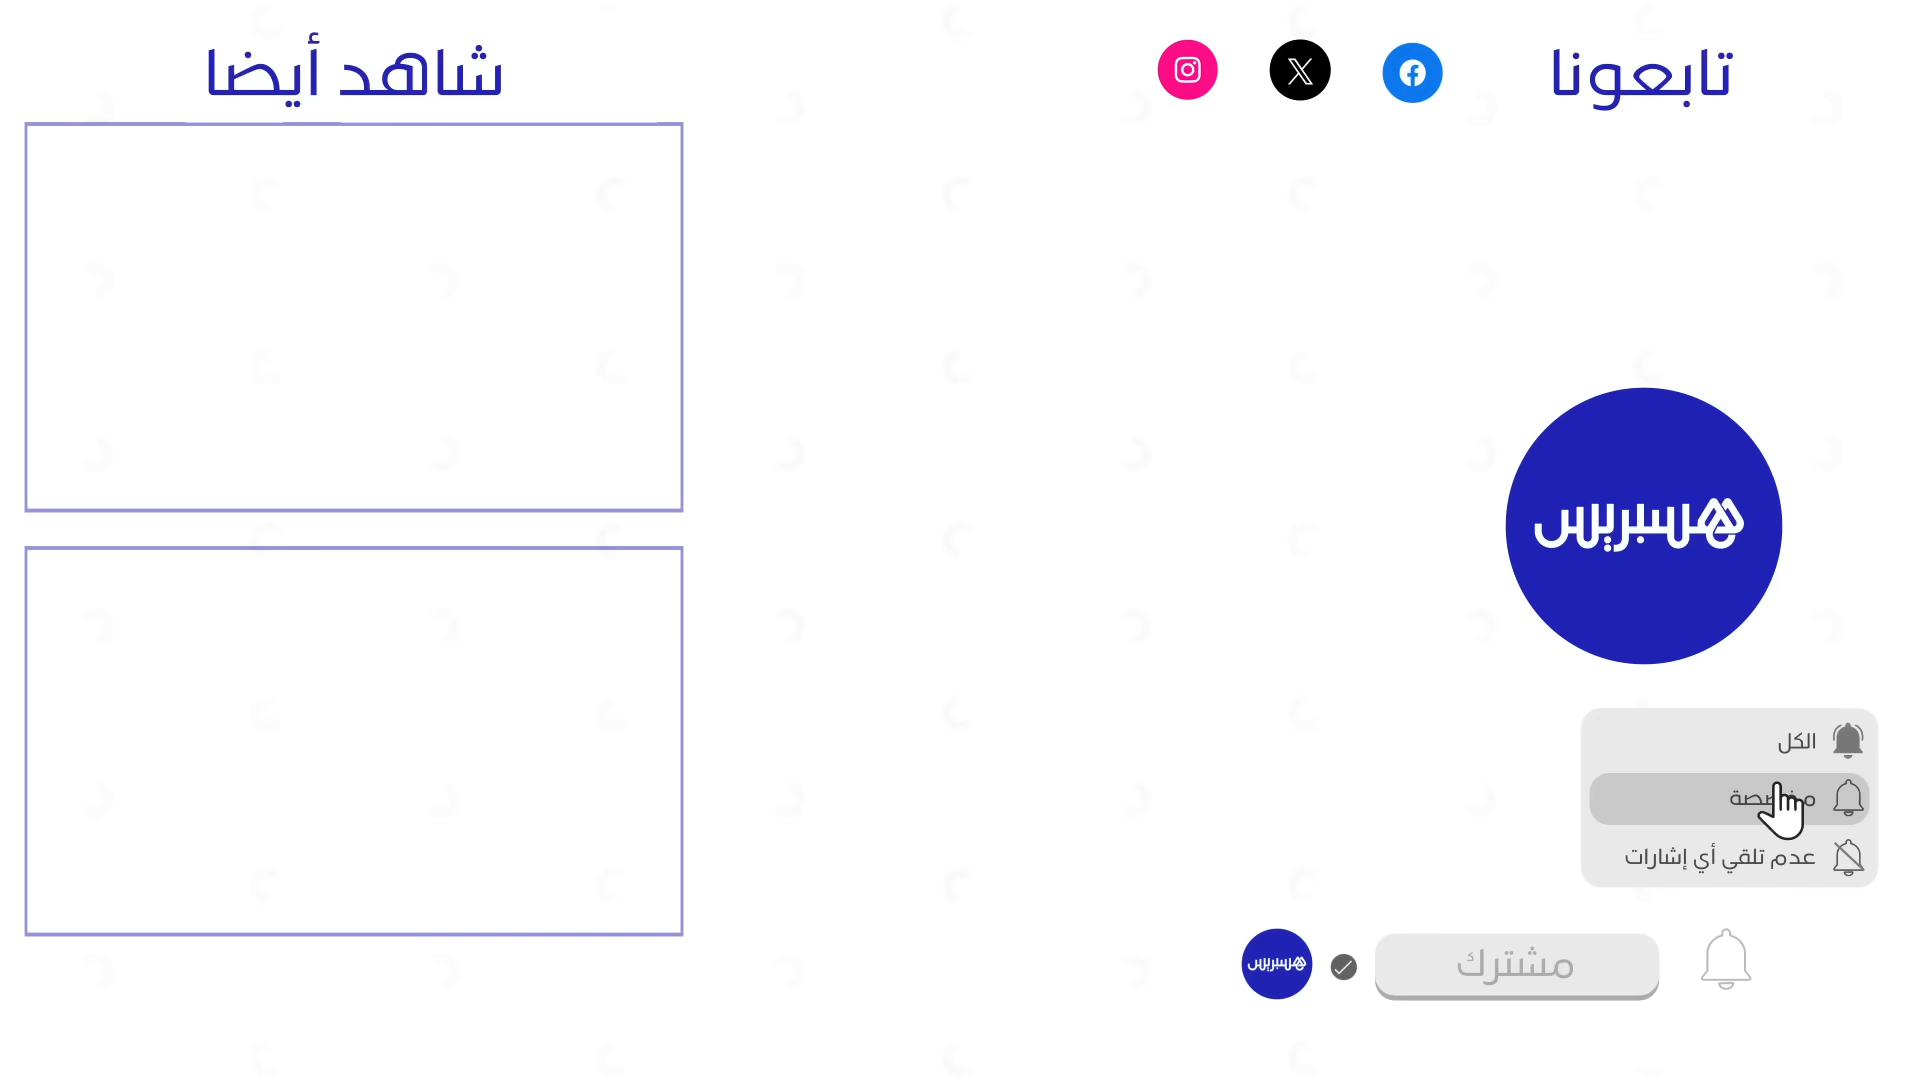 تابعونا
شاهد أيضا
هسبريس
الكل
مخصصة
عدم تلقي أي إشارات
هسبريس
مشترك